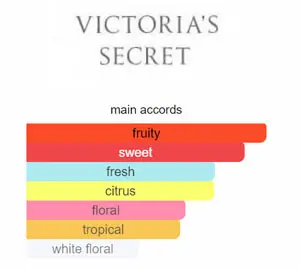 VICTORIA'S
SECRET
main accords
fruity
sweet
fresh
citrus
floral
tropical
white floral